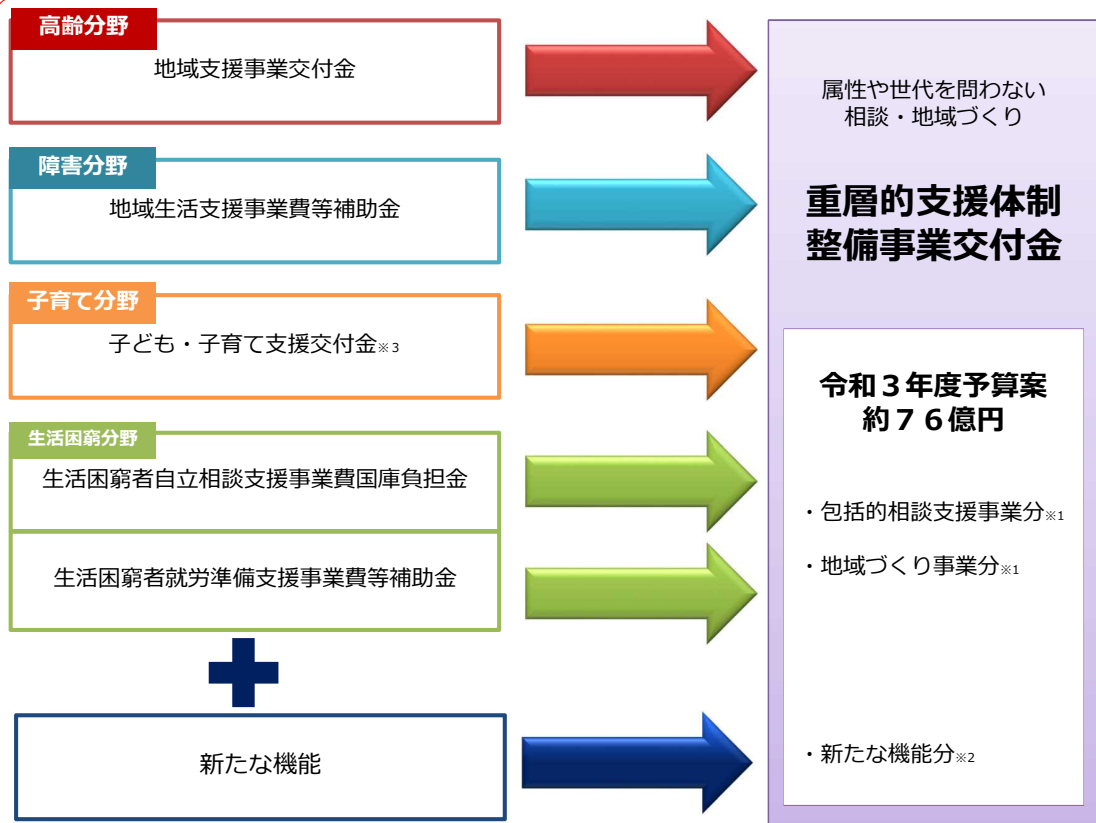 高齢分野
地域支援事業交付金
障害分野
地域生活支援事業費等補助金
子育て分野
子ども・子育て支援交付金※3
生活困窮分野
生活困窮者自立相談支援事業費国庫負担金
生活困窮者就労準備支援事業費等補助金
新たな機能
属性や世代を問わない
相談・地域づくり
重層的支援体制
整備事業交付金
令和３年度予算案
約７６億円
・包括的相談支援事業分※1
・地域づくり事業分※1
・新たな機能分※2